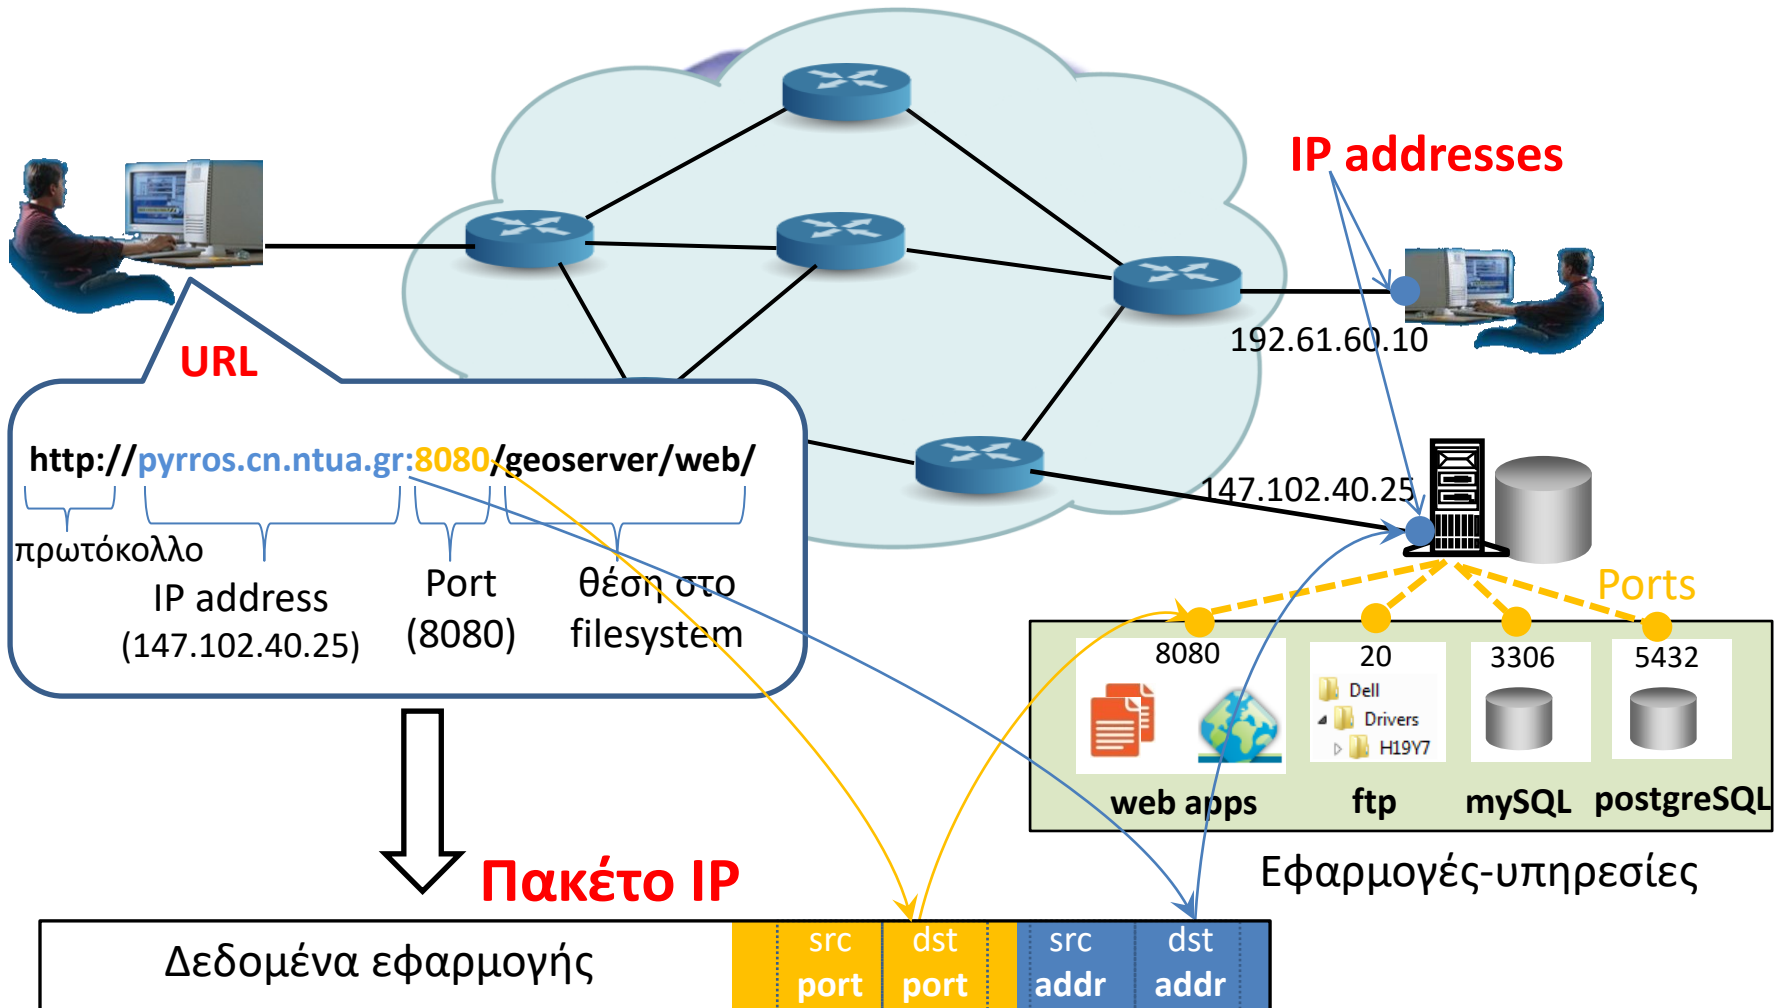 IP addresses
192.61.60.10
URL
http://pyrros.cn.ntua.gr:8080/geoserver/web/
147.102.40.25
πρωτόκολλο
IP address
(147.102.40.25)
Port
(8080)
θέση στο
filesystem
Ports
8080
20
3306
5432
Dell
Drivers
H19Y7
web apps
ftp
mySQL
postgreSQL
Εφαρμογές-υπηρεσίες
Πακέτο IP
Δεδομένα εφαρμογής
src
port
dst
port
src
addr
dst
addr